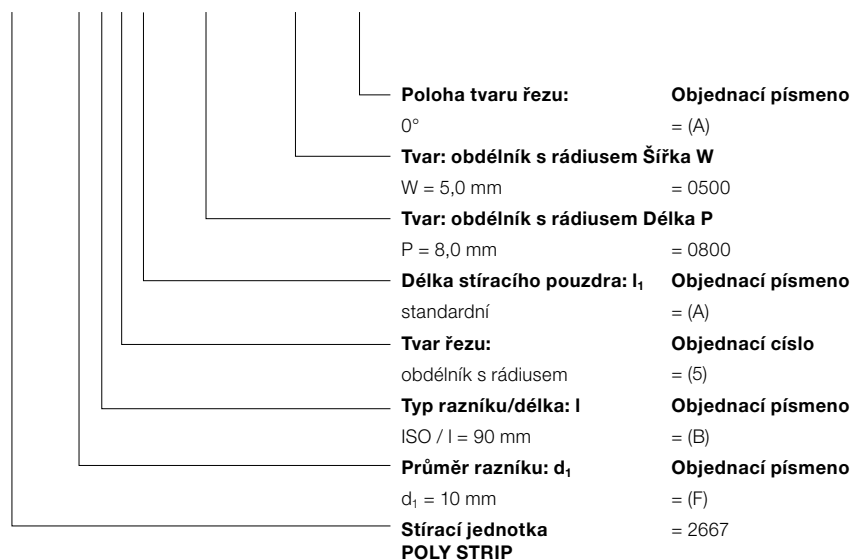 Poloha tvaru řezu: Objednací písmeno
0° = (A)
Tvar: obdélník s rádiusem Šířka W
W = 5,0 mm = 0500
Tvar: obdélník s rádiusem Délka P
P = 8,0 mm = 0800
Délka stíracího pouzdra: l₁ Objednací písmeno
standardní = (A)
Tvar řezu: Objednací císlo
obdélník s rádiusem = (5)
Typ razníku/délka: l Objednací písmeno
ISO / l = 90 mm = (B)
Průměr razníku: d₁ Objednací písmeno
d₁ = 10 mm = (F)
Stírací jednotka = 2667
POLY STRIP